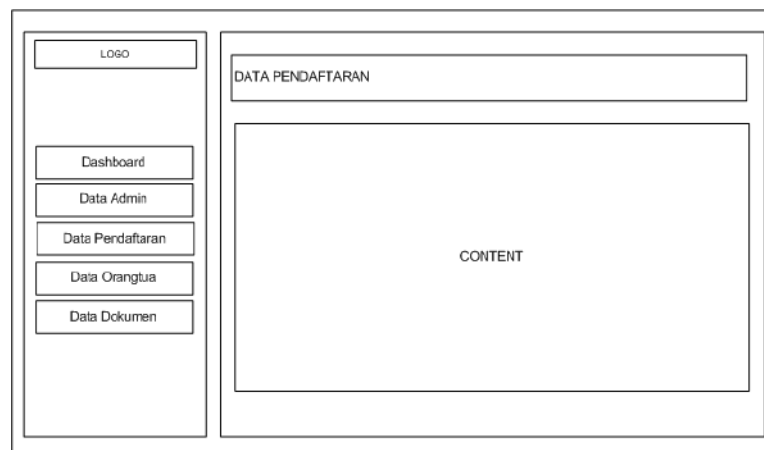 LOGO
Dashboard
Data Admin
Data Pendaftaran
Data Orangtua
Data Dokumen
DATA PENDAFTARAN
CONTENT